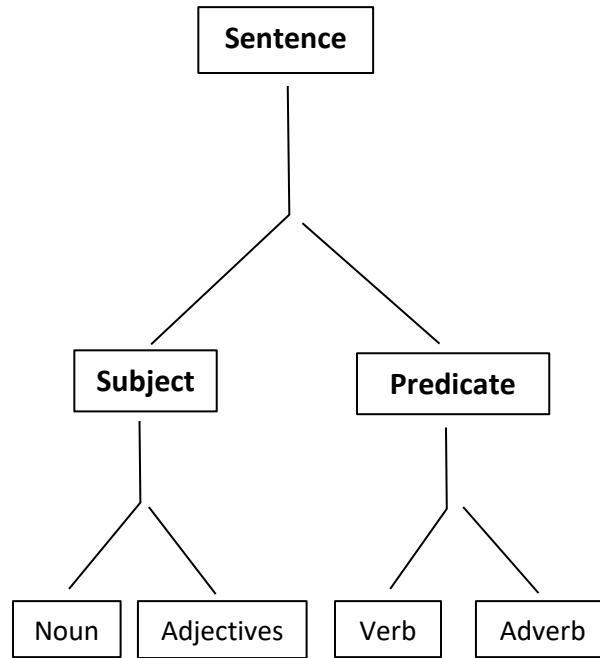 Sentence
Subject
Predicate
Noun
Adjectives
Verb
Adverb